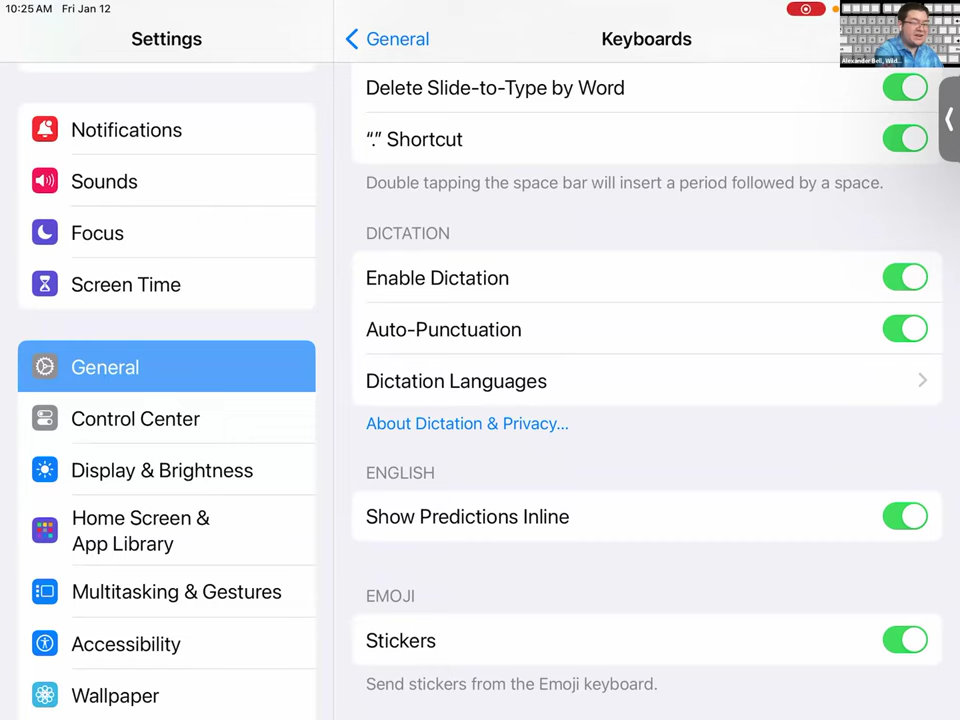 10:25 AM Fri Jan 12
Settings
Notifications
Sounds
Focus
Screen Time
General
Control Center
Display & Brightness
Home Screen &
App Library
Multitasking & Gestures
Accessibility
Wallpaper
General
Keyboards
Alexander Bell, Wild...
Delete Slide-to-Type by Word
“.” Shortcut
Double tapping the space bar will insert a period followed by a space.
DICTATION
Enable Dictation
Auto-Punctuation
Dictation Languages
About Dictation & Privacy...
ENGLISH
Show Predictions Inline
EMOJI
Stickers
Send stickers from the Emoji keyboard.